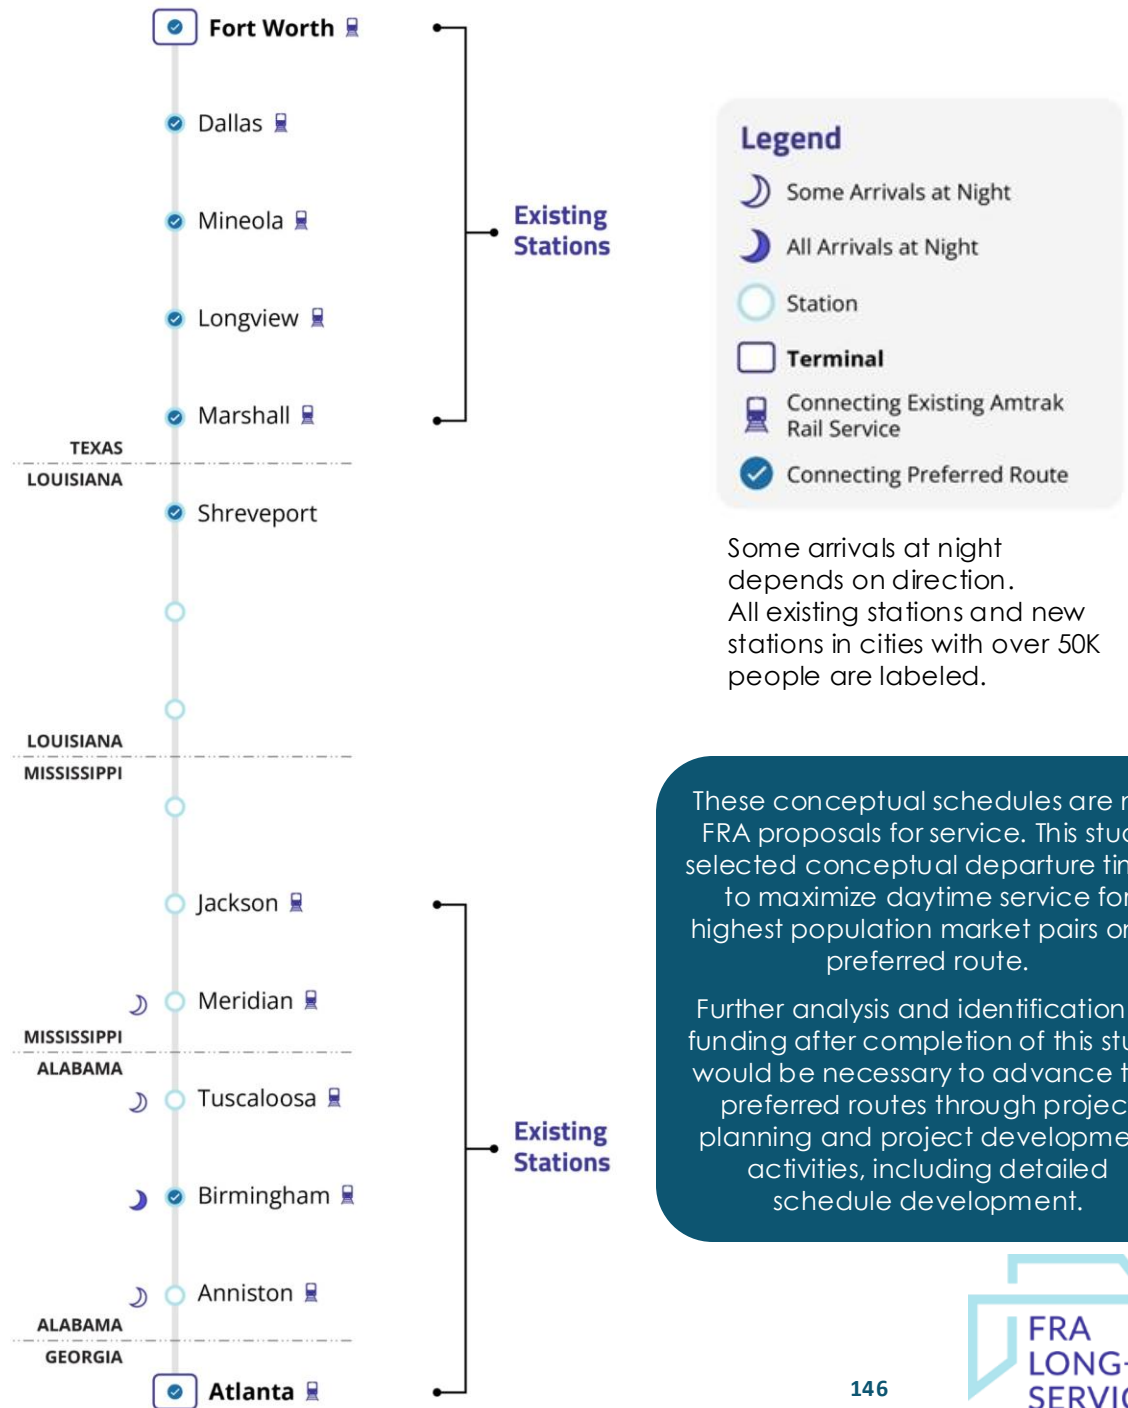 Fort Worth
Dallas
Mineola
Longview
Marshall
Existing
Stations
TEXAS
LOUISIANA
Shreveport
LOUISIANA
MISSISSIPPI
Jackson
Meridian
MISSISSIPPI
ALABAMA
Tuscaloosa
Birmingham
Anniston
Existing
Stations
ALABAMA
GEORGIA
Atlanta
Legend
Some Arrivals at Night
All Arrivals at Night
Station
Terminal
Connecting Existing Amtrak
Rail Service
Connecting Preferred Route
Some arrivals at night
depends on direction.
All existing stations and new
stations in cities with over 50K
people are labeled.
These conceptual schedules are
FRA proposals for service. This
selected conceptual departure
to maximize daytime service for
highest population market pairs
preferred route.
Further analysis and identification
funding after completion of this
would be necessary to advance
preferred routes through
planning and project
activities, including detailed
schedule development.
146
FRA
LONG-